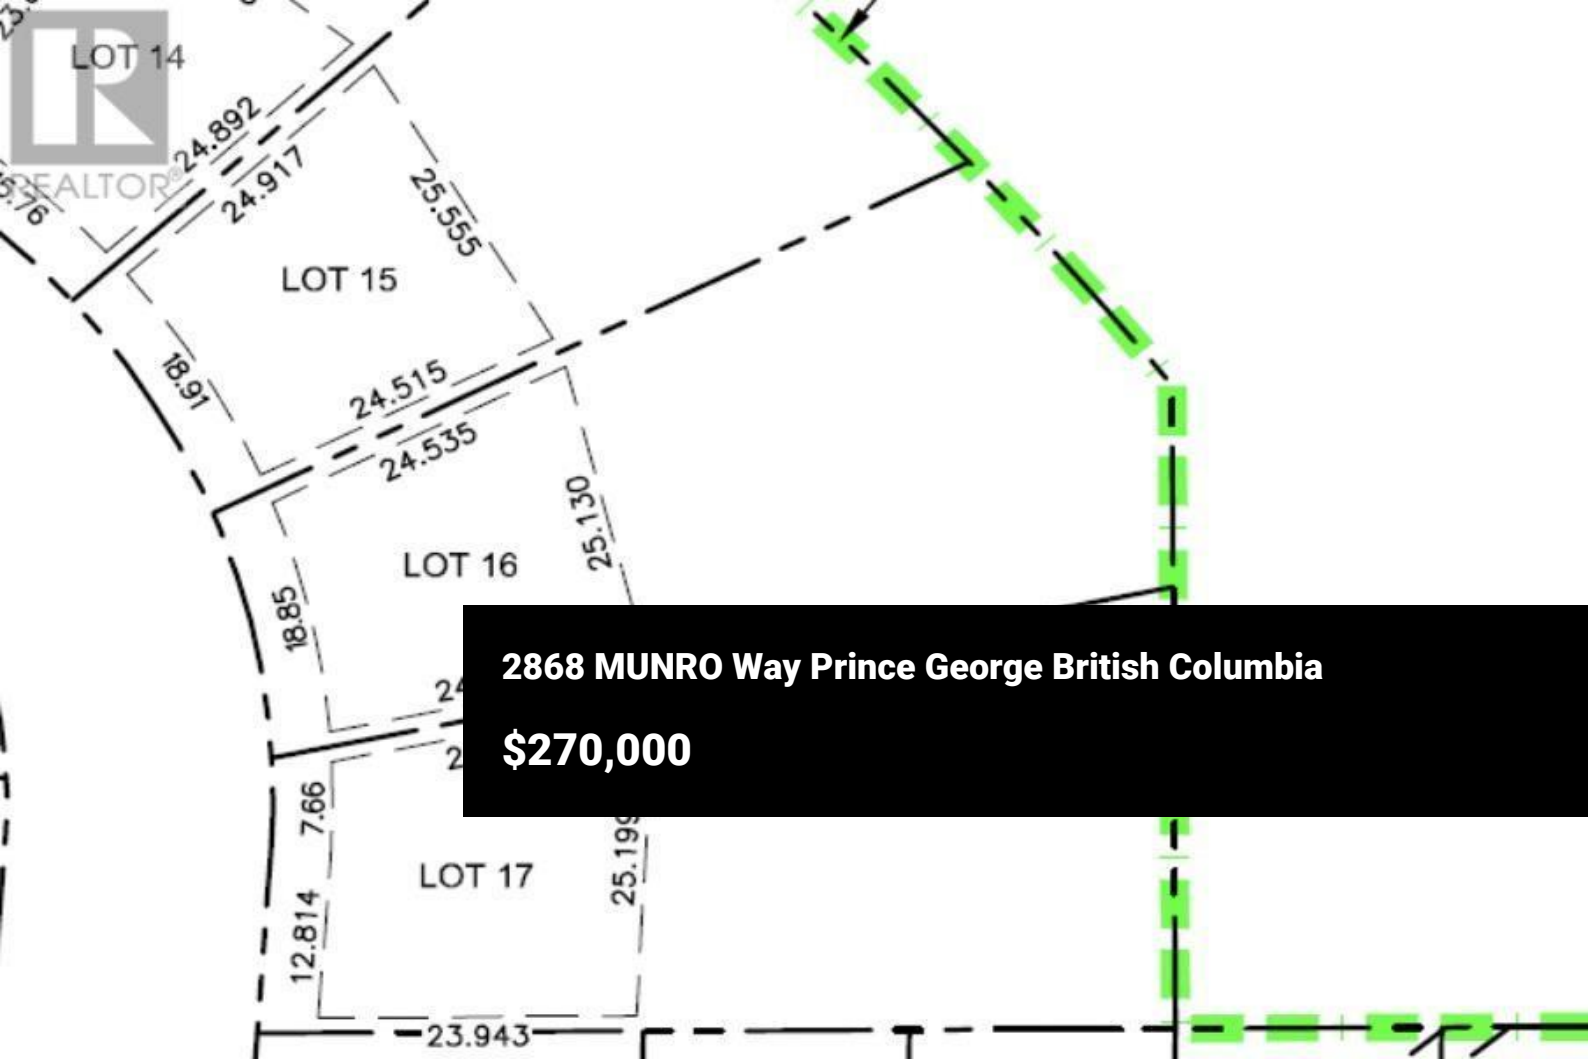 LOT 14
24.892
24.917
25.555
REALTOR®
LOT 15
18.91
24.515
24.535
25.130
LOT 16
18.85
2868 MUNRO Way Prince George British Columbia
$270,000
7.66
LOT 17
25.199
12.814
23.943